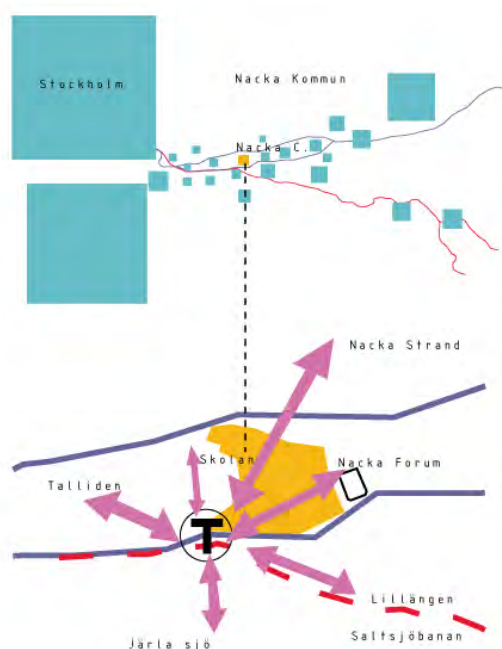 Stockholm
Nacka Kommun
Nacka C.
Nacka Strand
Skolan
Nacka Forum
Talliden
T
Lillängen
Saltsjöbanan
Järla sjö